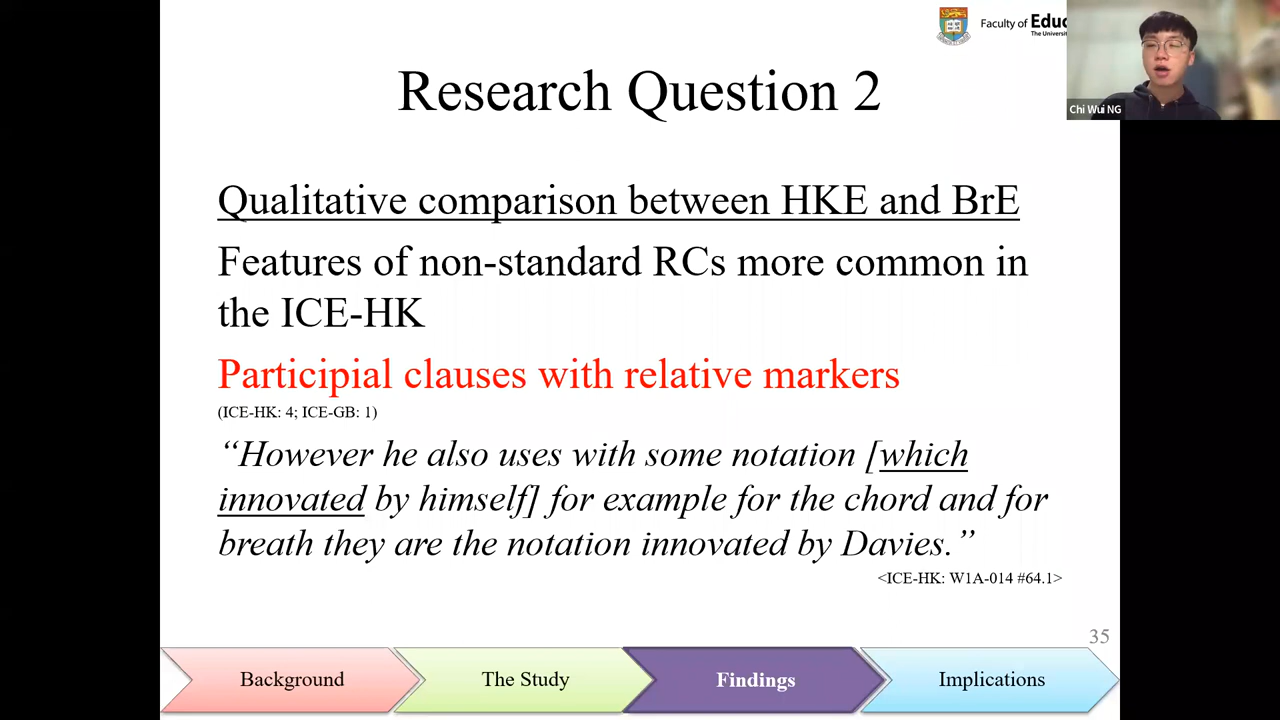 Faculty of Educ
The Univers
Chi Wui NG
Research Question 2
Qualitative comparison between HKE and BrE
Features of non-standard RCs more common in
the ICE-HK
Participial clauses with relative markers
(ICE-HK: 4; ICE-GB: 1)
“However he also uses with some notation [which
innovated by himself] for example for the chord and for
breath they are the notation innovated by Davies.”
<ICE-HK: W1A-014 #64.1>
35
Background
The Study
Findings
Implications